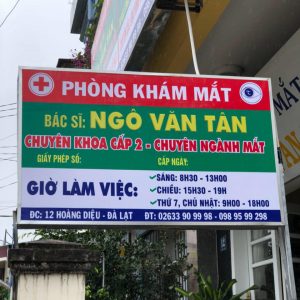 PHÒNG KHÁM MẮT
BÁC SĨ: NGÔ VĂN TÂN
CHUYÊN KHOA CẤP 2 - CHUYÊN NGÀNH MẮT
GIẤY PHÉP SỐ: CẤP NGÀY:
GIỜ LÀM VIỆC:
SÁNG: 8H30 - 13H00
CHIỀU: 15H30 - 19H
THỨ 7, CHỦ NHẬT: 9H00 - 18H00
ĐC: 12 HOÀNG DIỆU - ĐÀ LẠT ĐT: 02633 90 99 98 - 098 95 99 298
MẮT